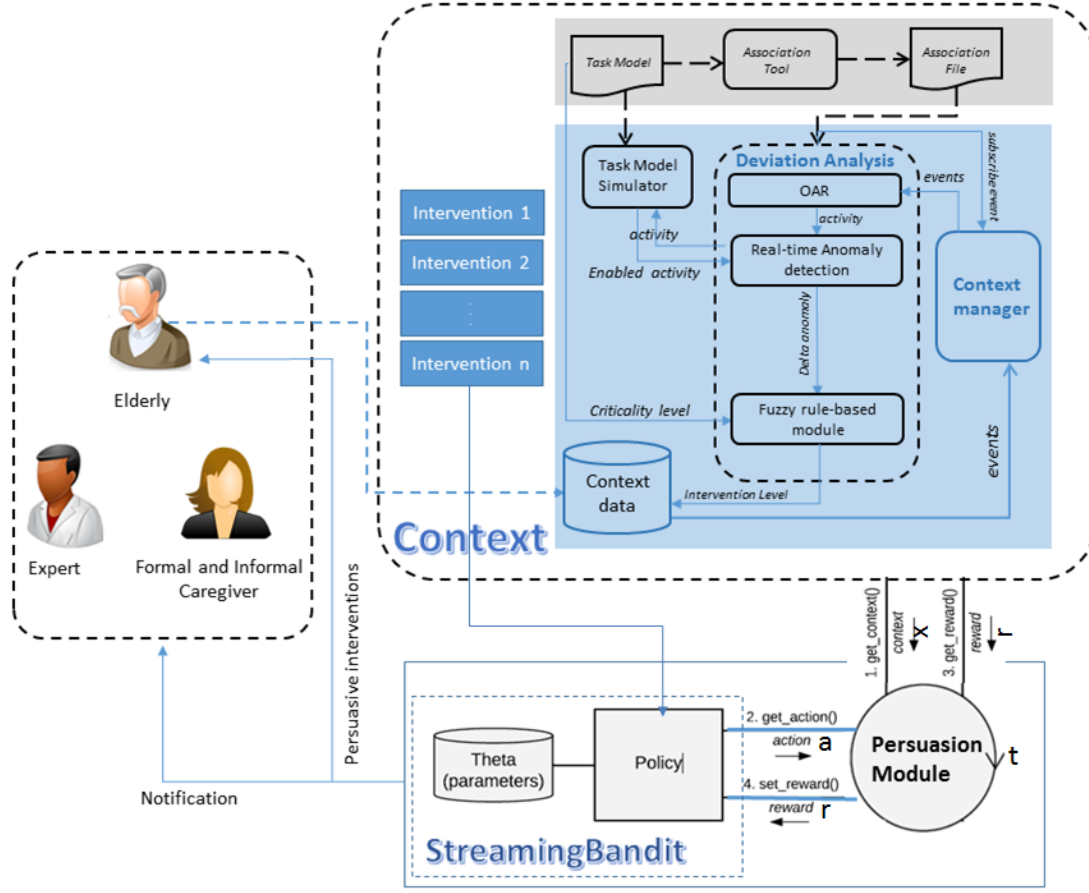 Task Model
Association
Tool
Association
File
Deviation Analysis
Task Model
Simulator
OAR
events
subscribe event
activity
activity
Real-time Anomaly
detection
Enabled activity
Context
manager
Delta anomaly
Intervention 1
Intervention 2
...
Intervention n
Criticality level
Fuzzy rule-based
module
events
Context
data
Intervention Level
Context
Elderly
Expert
Formal and Informal
Caregiver
Persuasive interventions
Notification
1. get_context()
context
x
3. get_reward()
reward
r
2. get_action()
action
a
Persuasion
Module
t
Theta
(parameters)
Policy
4. set_reward()
reward
r
StreamingBandit